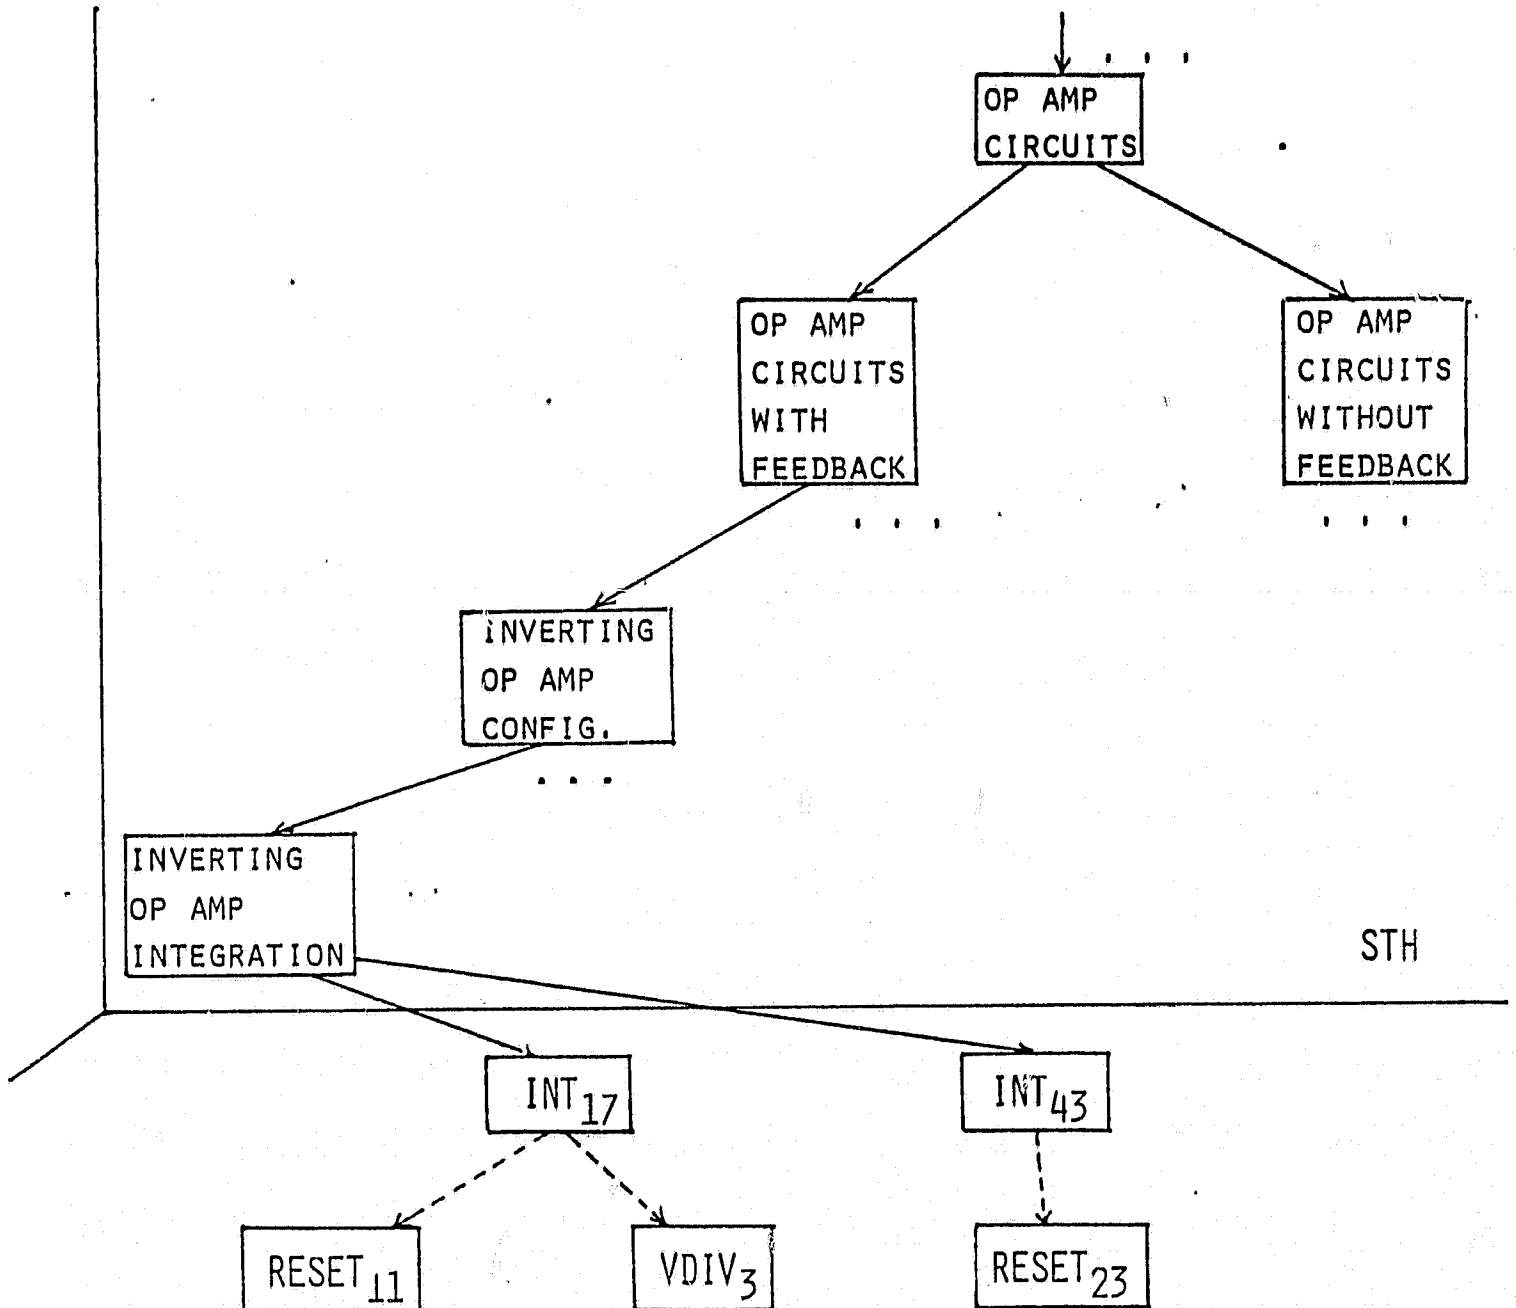 . . .
OP AMP
CIRCUITS
OP AMP
CIRCUITS
WITH
FEEDBACK
OP AMP
CIRCUITS
WITHOUT
FEEDBACK
. . .
. . .
INVERTING
OP AMP
CONFIG.
. . .
INVERTING
OP AMP
INTEGRATION
STH
INT17
INT43
RESET11
VDIV3
RESET23